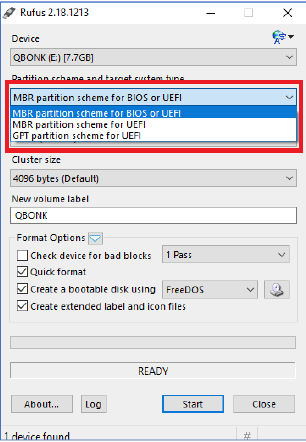 Rufus 2.18.1213
Device
QBONK (E:) [7.7GB]
Partition scheme and target system type
MBR partition scheme for BIOS or UEFI
MBR partition scheme for BIOS or UEFI
MBR partition scheme for UEFI
GPT partition scheme for UEFI
Cluster size
4096 bytes (Default)
New volume label
QBONK
Format Options
Check device for bad blocks 1 Pass
Quick format
Create a bootable disk using FreeDOS
Create extended label and icon files
READY
About... Log Start Close
1 device found #